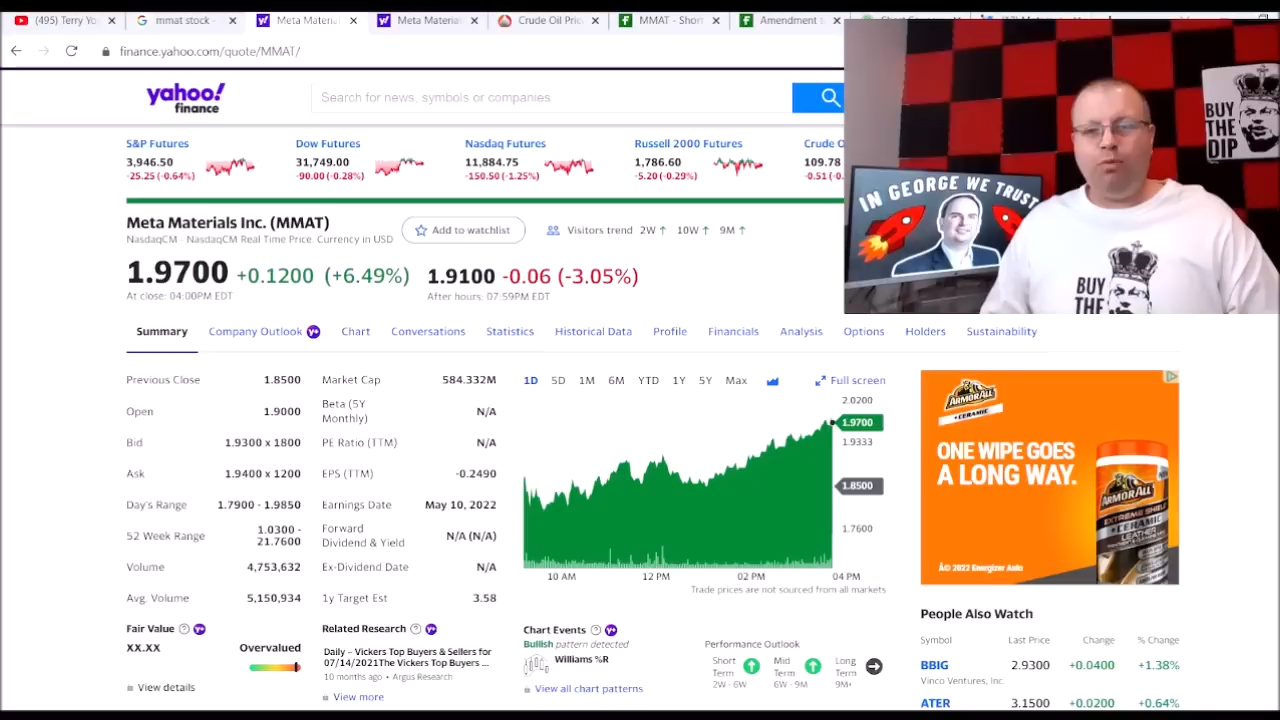 (495) Terry Yo
mmat stock -
Meta Material
Meta Material
Crude Oil Pric
MMAT - Short
Amendment t
finance.yahoo.com/quote/MMAT/
yahoo!
finance
Search for news, symbols or companies
S&P Futures
3,946.50
-25.25 (-0.64%)
Dow Futures
31,749.00
-90.00 (-0.28%)
Nasdaq Futures
11,884.75
-150.50 (-1.25%)
Russell 2000 Futures
1,786.60
-5.20 (-0.29%)
Crude O
109.78
-0.51 (-0.
BUY
THE
DIP
IN GEORGE WE TRUST
BUY
THE
Meta Materials Inc. (MMAT)
NasdaqCM - NasdaqCM Real Time Price. Currency in USD
Add to watchlist
Visitors trend 2W ↑ 10W ↑ 9M ↑
1.9700 +0.1200 (+6.49%)
At close: 04:00PM EDT
1.9100 -0.06 (-3.05%)
After hours: 07:59PM EDT
Summary
Company Outlook
Chart
Conversations
Statistics
Historical Data
Profile
Financials
Analysis
Options
Holders
Sustainability
Previous Close 1.8500
Open 1.9000
Bid 1.9300 x 1800
Ask 1.9400 x 1200
Day's Range 1.7900 - 1.9850
52 Week Range 1.0300 -
21.7600
Volume 4,753,632
Avg. Volume 5,150,934
Market Cap 584.332M
Beta (5Y
Monthly) N/A
PE Ratio (TTM) N/A
EPS (TTM) -0.2490
Earnings Date May 10, 2022
Forward
Dividend & Yield N/A (N/A)
Ex-Dividend Date N/A
1y Target Est 3.58
1D 5D 1M 6M YTD 1Y 5Y Max
Full screen
2.0200
1.9700
1.9333
1.8500
1.7600
10 AM 12 PM 02 PM 04 PM
Trade prices are not sourced from all markets
ARMORALL
+CERAMIC
ONE WIPE GOES
A LONG WAY.
ARMORALL
EXTREME SHIELD
+CERAMIC
LEATHER
© 2022 Energizer Auto
Fair Value
XX.XX Overvalued
View details
Related Research
Daily – Vickers Top Buyers & Sellers for
07/14/2021The Vickers Top Buyers ...
10 months ago • Argus Research
View more
Chart Events
Bullish pattern detected
Williams %R
View all chart patterns
Performance Outlook
Short
Term
2W - 6W
Mid
Term
6W - 9M
Long
Term
9M+
People Also Watch
Symbol Last Price Change % Change
BBIG 2.9300 +0.0400 +1.38%
Vinco Ventures, Inc.
ATER 3.1500 +0.0200 +0.64%